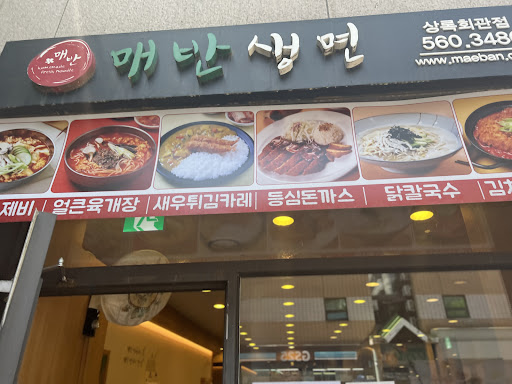 매반
Handmade Fresh Noodle
매반생면
상록회관점
560.3480
www.maeban.
제비 | 얼큰육개장 | 새우튀김카레 | 등심돈까스 | 닭칼국수 | 김치
GS25